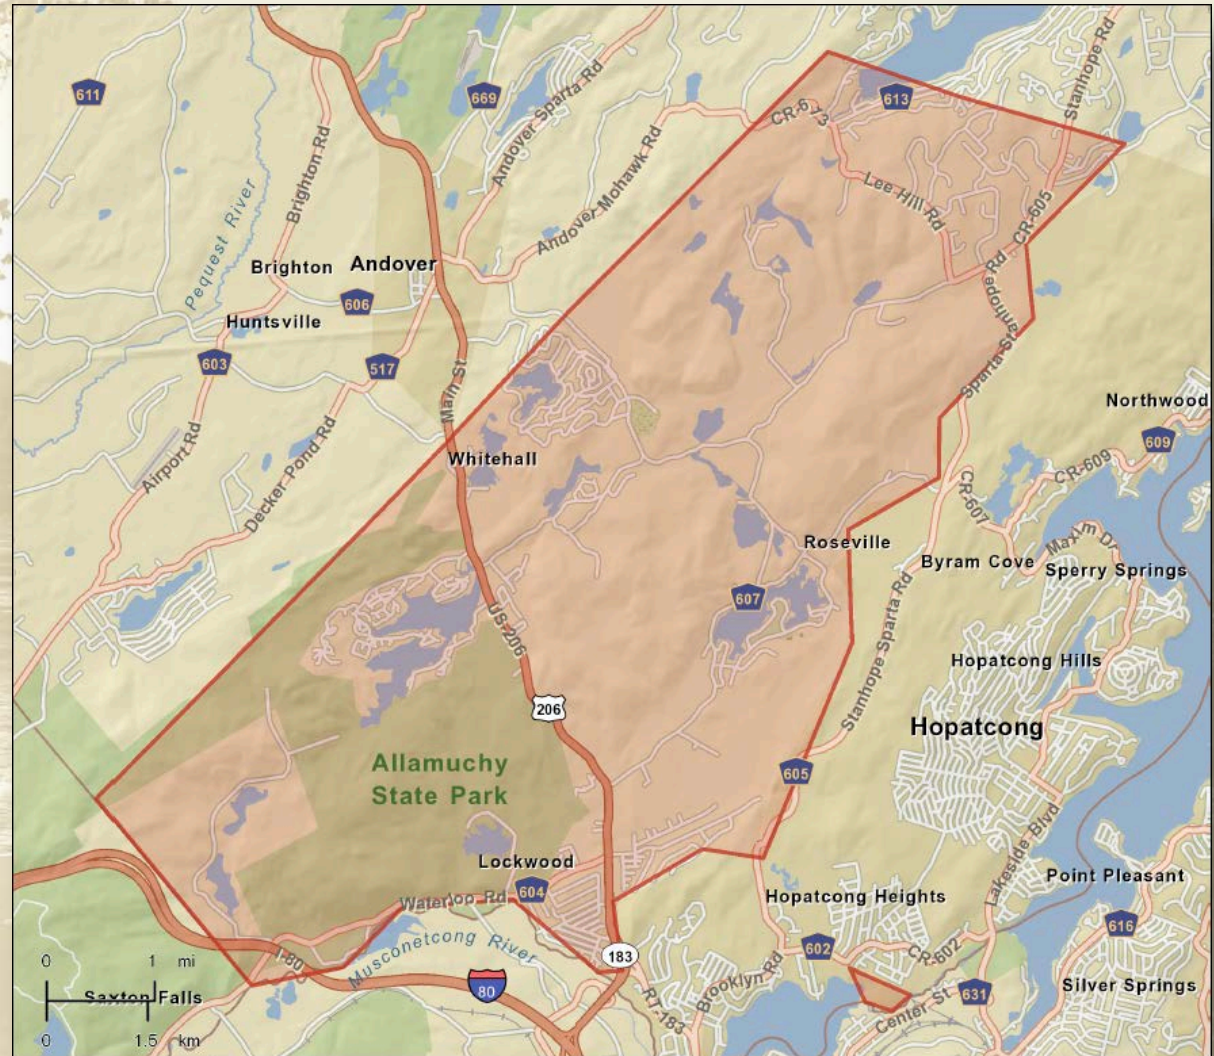 Stanhope Rd
611
669
613
Andover Sparta Rd
CR-613
Brighton Rd
Andover Mohawk Rd
Lee Hill Rd
CR-605
Pequest River
Brighton
Andover
606
Huntsville
603
517
Main St
Sparta Stanhope Rd
Northwood
609
Airport Rd
Decker Pond Rd
Whitehall
CR-609
CR-607
Roseville
Byram Cove
Maxim Dr
Sperry Springs
607
US-206
Stanhope Sparta Rd
Hopatcong Hills
206
Hopatcong
Allamuchy
State Park
605
Lakeside Blvd
Lockwood
604
Point Pleasant
Waterloo Rd
Hopatcong Heights
616
Musconetcong River
183
602
CR-602
I-80
0 1 mi
Saxton Falls
80
RT-183
Brooklyn Rd
631
Silver Springs
Center St
0 1.5 km